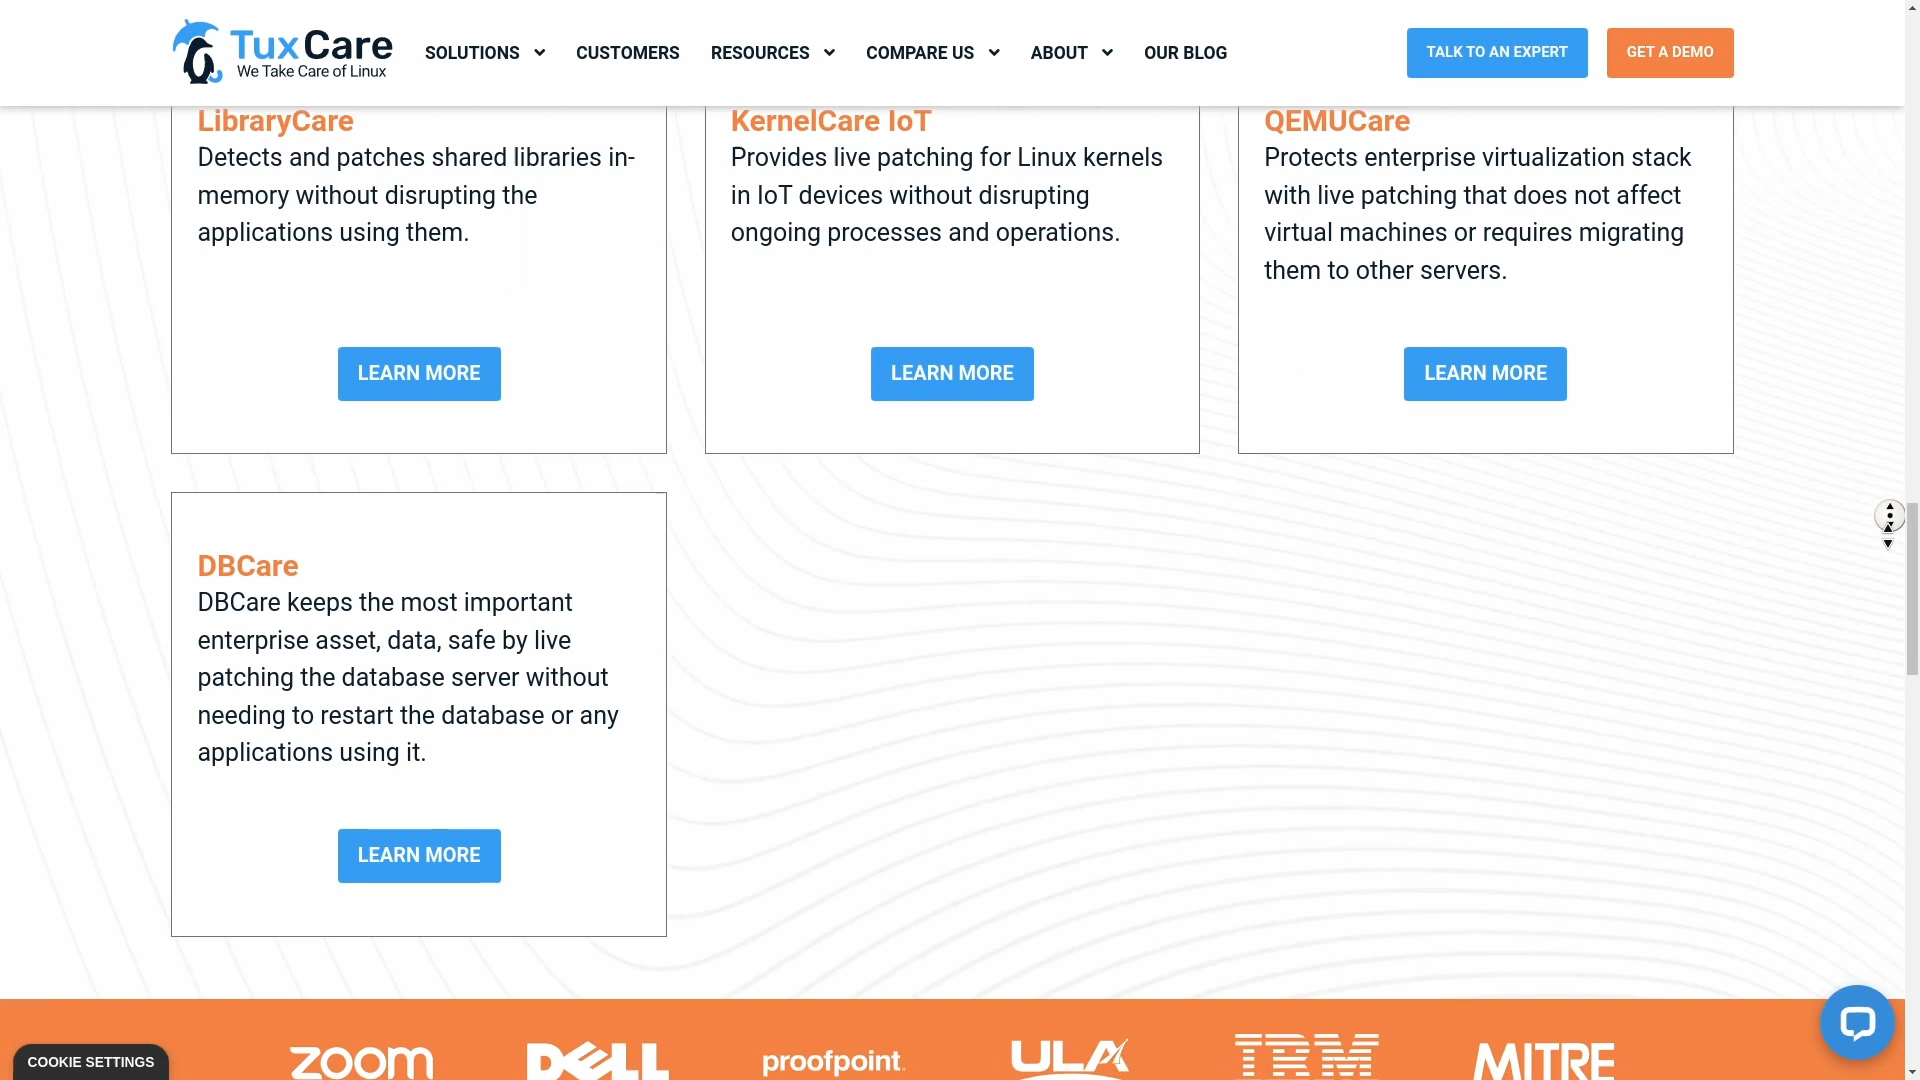 TuxCare
We Take Care of Linux
SOLUTIONS
CUSTOMERS
RESOURCES
COMPARE US
ABOUT
OUR BLOG
TALK TO AN EXPERT
GET A DEMO
LibraryCare
Detects and patches shared libraries in-
memory without disrupting the
applications using them.
LEARN MORE
KernelCare IoT
Provides live patching for Linux kernels
in IoT devices without disrupting
ongoing processes and operations.
LEARN MORE
QEMUCare
Protects enterprise virtualization stack
with live patching that does not affect
virtual machines or requires migrating
them to other servers.
LEARN MORE
DBCare
DBCare keeps the most important
enterprise asset, data, safe by live
patching the database server without
needing to restart the database or any
applications using it.
LEARN MORE
COOKIE SETTINGS
zoom
DELL
proofpoint.
ULA
IBM
MITRE